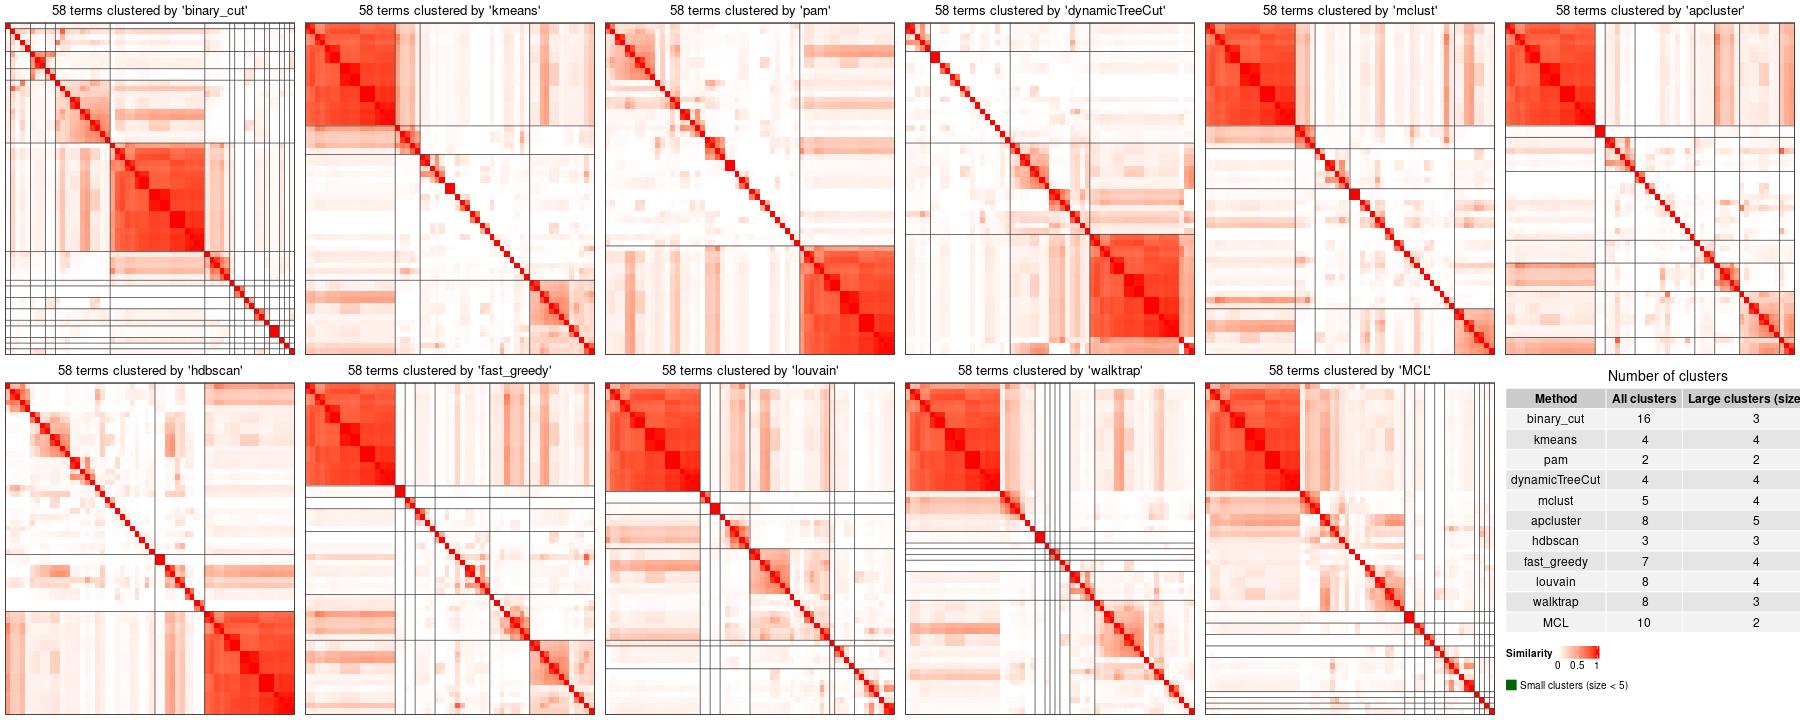 58 terms clustered by 'binary_cut'
58 terms clustered by 'kmeans'
58 terms clustered by 'pam'
58 terms clustered by 'dynamicTreeCut'
58 terms clustered by 'mclust'
58 terms clustered by 'apcluster'
58 terms clustered by 'hdbscan'
58 terms clustered by 'fast_greedy'
58 terms clustered by 'louvain'
58 terms clustered by 'walktrap'
58 terms clustered by 'MCL'
Number of clusters
Method All clusters Large clusters (size
binary_cut 16 3
kmeans 4 4
pam 2 2
dynamicTreeCut 4 4
mclust 5 4
apcluster 8 5
hdbscan 3 3
fast_greedy 7 4
louvain 8 4
walktrap 8 3
MCL 10 2
Similarity
0 0.5 1
Small clusters (size < 5)